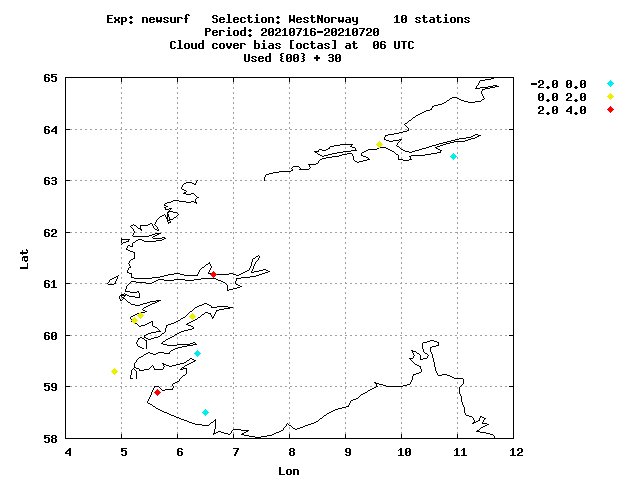 Exp: newsurf   Selection: WestNorway     10 stations
Period: 20210716-20210720
Cloud cover bias [octas] at  06 UTC
Used {00} + 30
-2.0 0.0
0.0 2.0
2.0 4.0
65
64
63
62
61
60
59
58
Lat
4 5 6 7 8 9 10 11 12
Lon